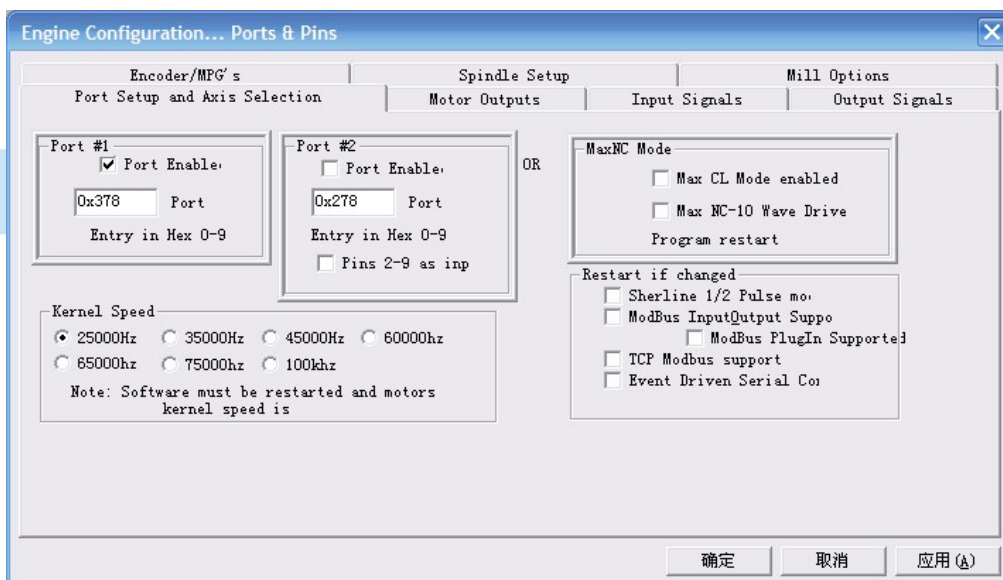 Engine Configuration... Ports & Pins
Encoder/MPG's
Spindle Setup
Mill Options
Port Setup and Axis Selection
Motor Outputs
Input Signals
Output Signals
Port #1
Port Enable
0x378
Port
Entry in Hex 0-9
Port #2
Port Enable
0x278
Port
Entry in Hex 0-9
Pins 2-9 as inp
OR
MaxNC Mode
Max CL Mode enabled
Max NC-10 Wave Drive
Program restart
Restart if changed
Sherline 1/2 Pulse mo
ModBus InputOutput Suppo
ModBus PlugIn Supported
TCP Modbus support
Event Driven Serial Co
Kernel Speed
25000Hz
35000Hz
45000Hz
60000hz
65000hz
75000hz
100khz
Note: Software must be restarted and motors
kernel speed is
确定
取消
应用(A)